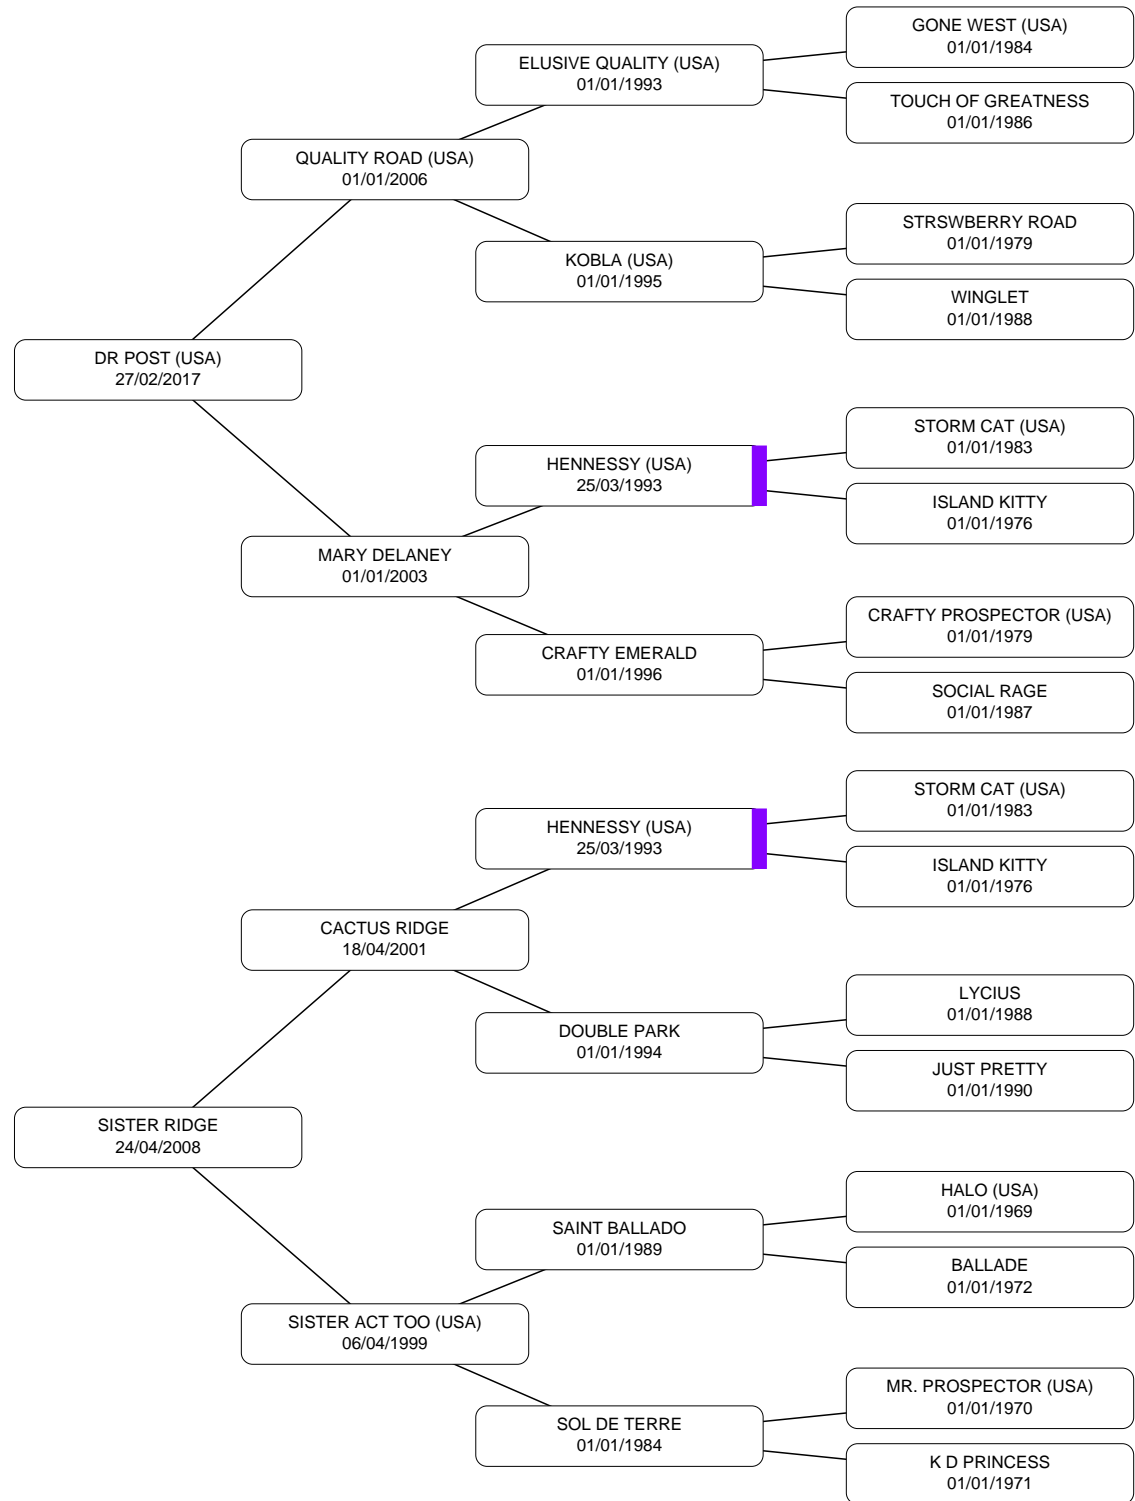 GONE WEST (USA)
01/01/1984
ELUSIVE QUALITY (USA)
01/01/1993
TOUCH OF GREATNESS
01/01/1986
QUALITY ROAD (USA)
01/01/2006
STRSWBERRY ROAD
01/01/1979
KOBLA (USA)
01/01/1995
WINGLET
01/01/1988
DR POST (USA)
27/02/2017
STORM CAT (USA)
01/01/1983
HENNESSY (USA)
25/03/1993
ISLAND KITTY
01/01/1976
MARY DELANEY
01/01/2003
CRAFTY PROSPECTOR (USA)
01/01/1979
CRAFTY EMERALD
01/01/1996
SOCIAL RAGE
01/01/1987
STORM CAT (USA)
01/01/1983
HENNESSY (USA)
25/03/1993
ISLAND KITTY
01/01/1976
CACTUS RIDGE
18/04/2001
LYCIUS
01/01/1988
DOUBLE PARK
01/01/1994
JUST PRETTY
01/01/1990
SISTER RIDGE
24/04/2008
HALO (USA)
01/01/1969
SAINT BALLADO
01/01/1989
BALLADE
01/01/1972
SISTER ACT TOO (USA)
06/04/1999
MR. PROSPECTOR (USA)
01/01/1970
SOL DE TERRE
01/01/1984
K D PRINCESS
01/01/1971